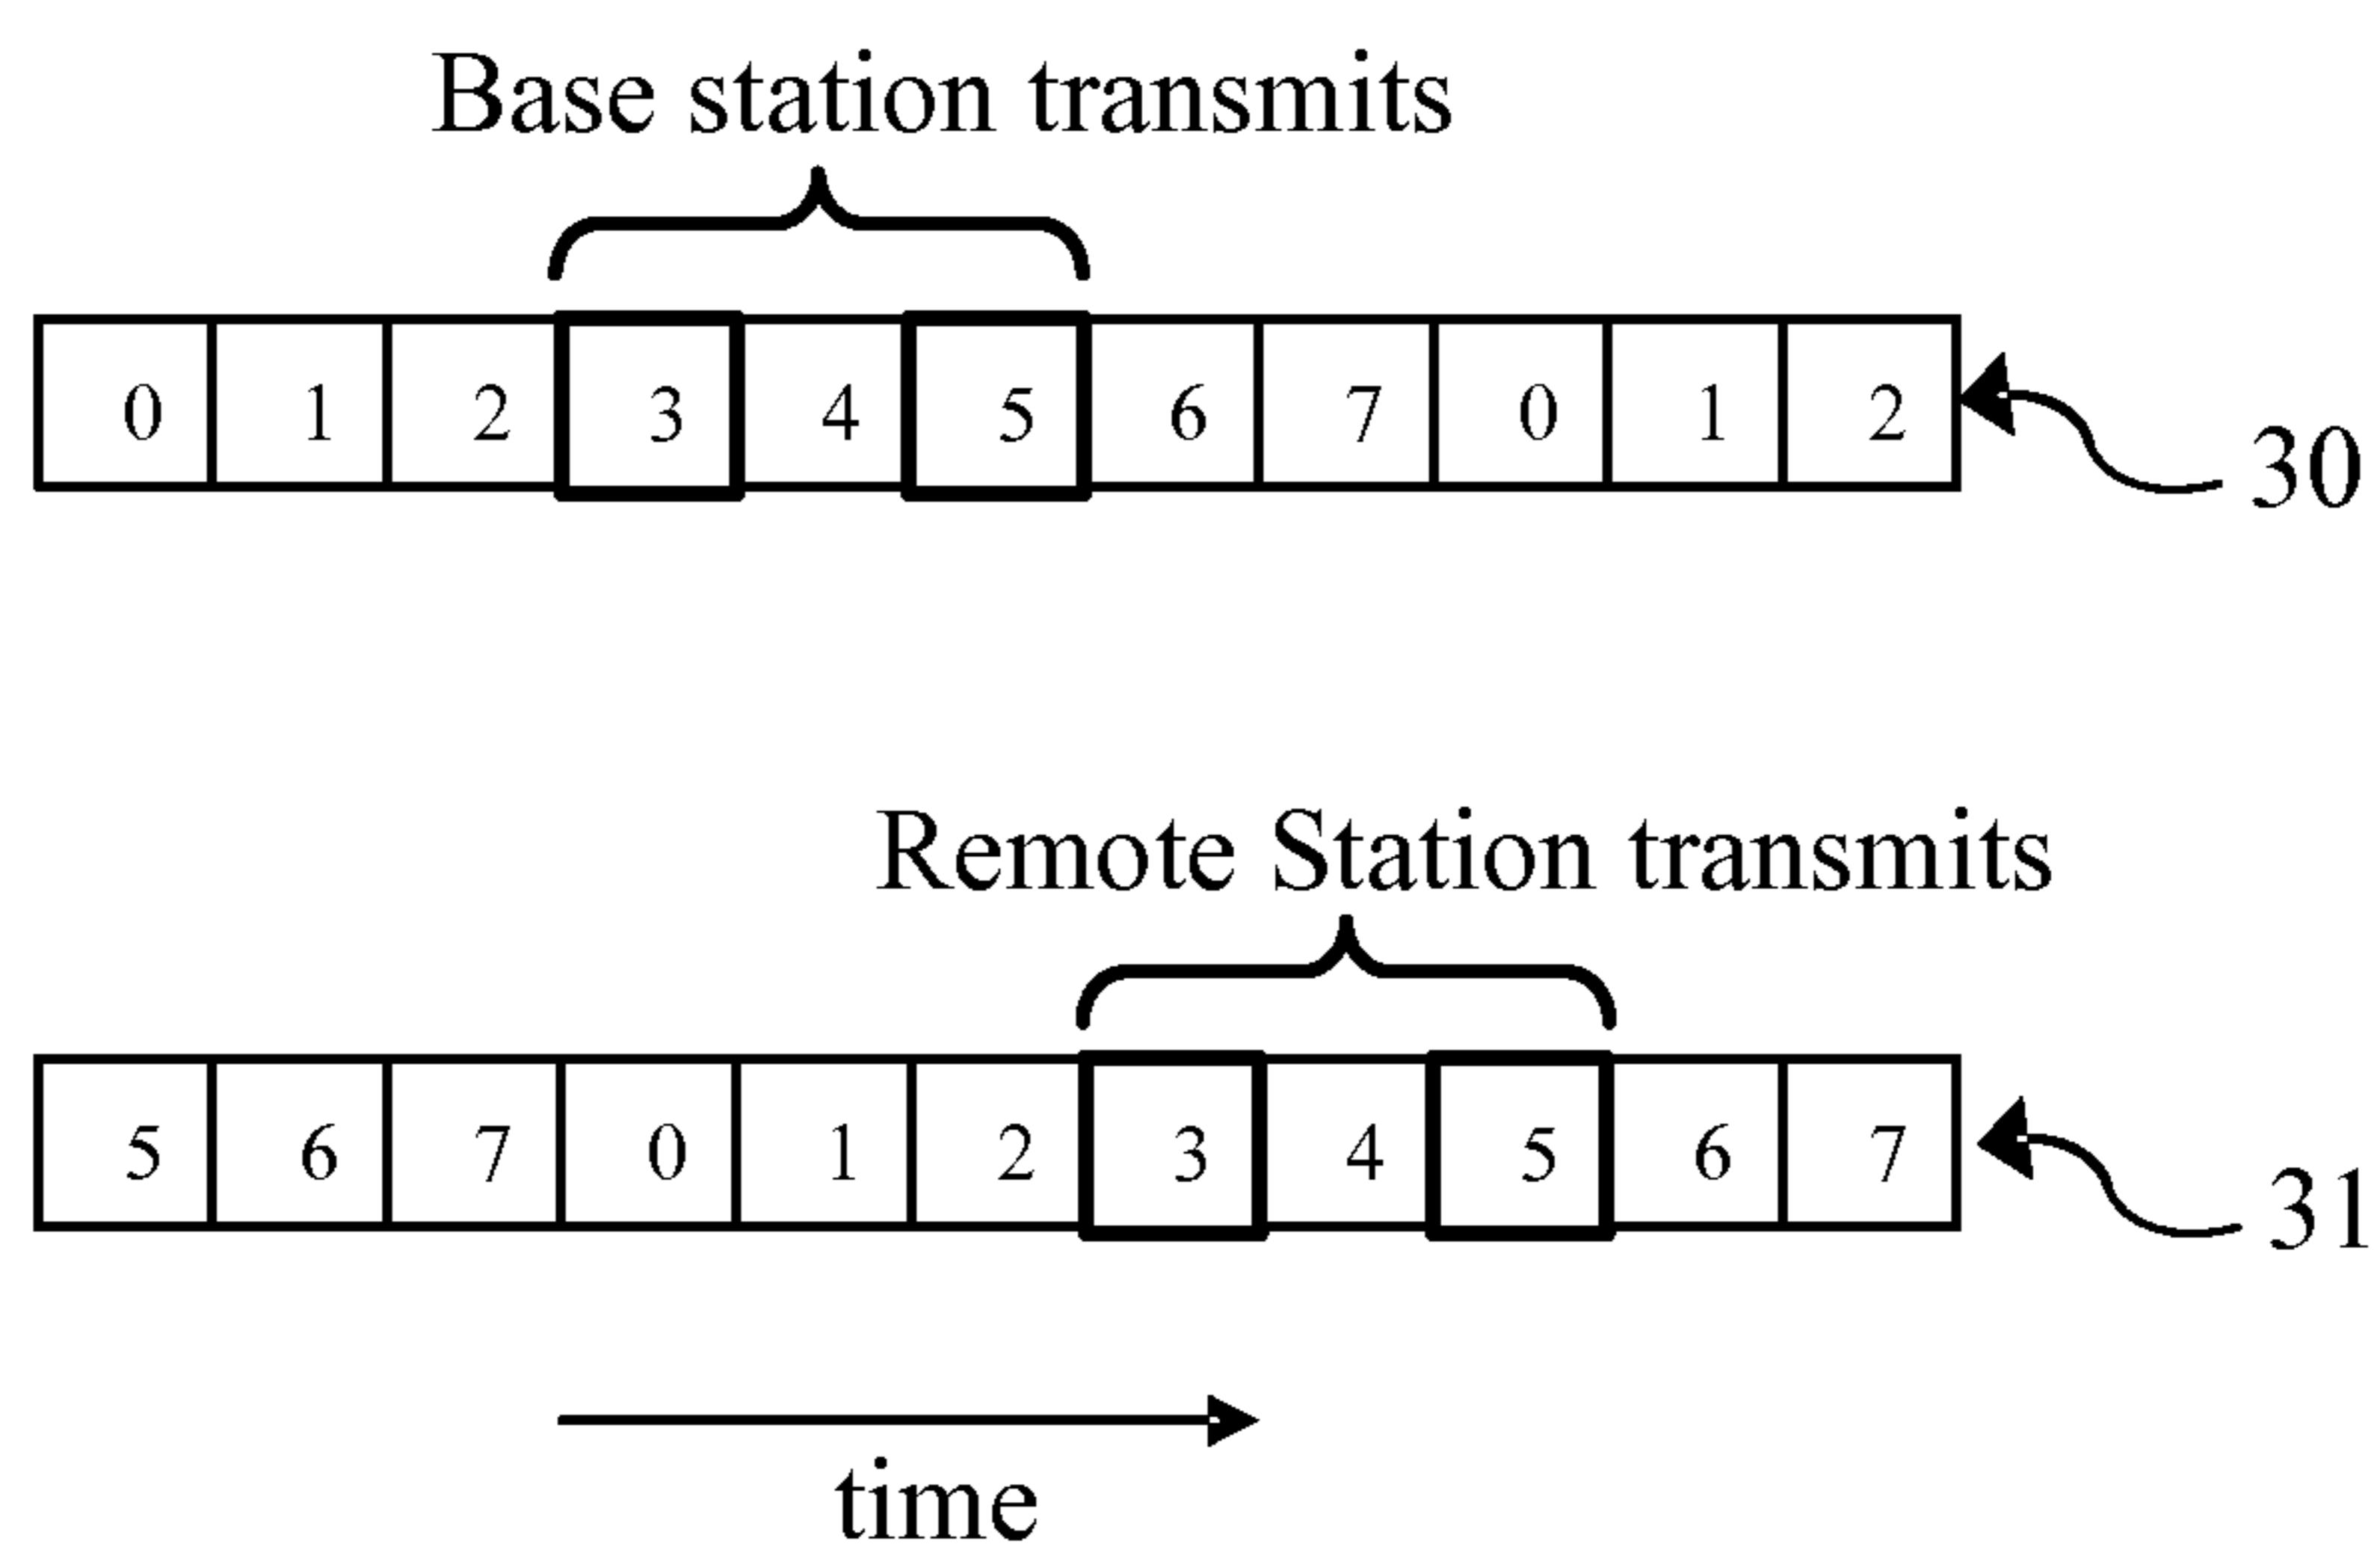 Base station transmits
0 1 2 3 4 5 6 7 0 1 2
30
Remote Station transmits
5 6 7 0 1 2 3 4 5 6 7
31
time